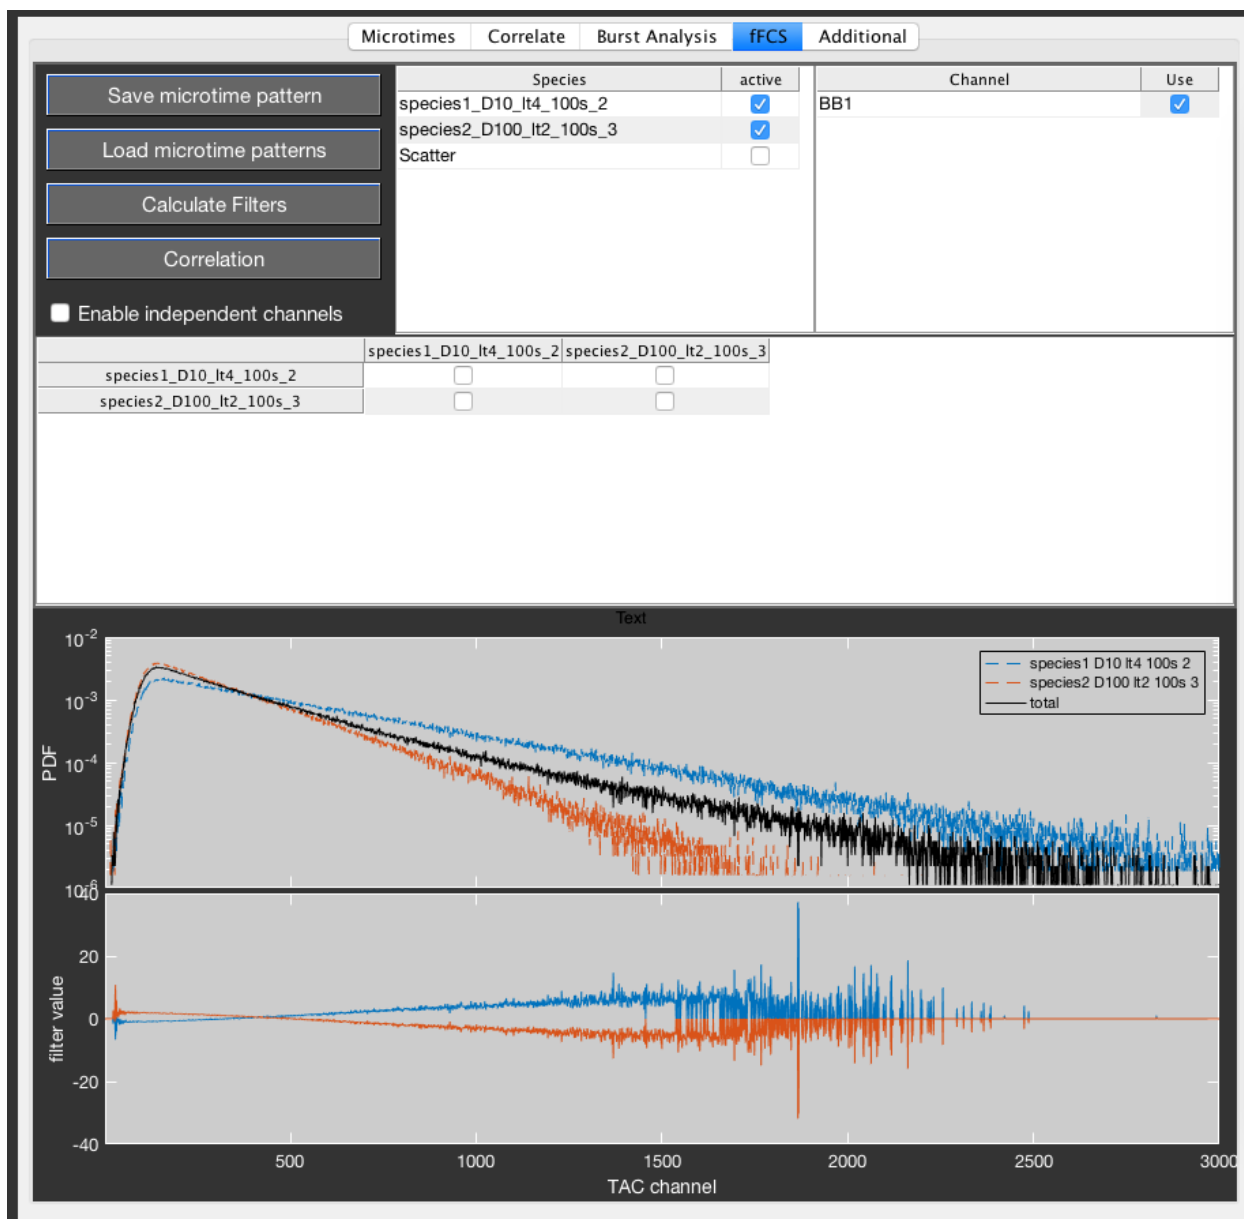 Microtimes Correlate Burst Analysis fFCS Additional
Save microtime pattern
Load microtime patterns
Calculate Filters
Correlation
Enable independent channels
Species active
species1_D10_lt4_100s_2
species2_D100_lt2_100s_3
Scatter
Channel Use
BB1
species1_D10_lt4_100s_2 species2_D100_lt2_100s_3
species1_D10_lt4_100s_2
species2_D100_lt2_100s_3
Text
10-2
10-3
10-4
10-5
10-6
PDF
species1 D10 lt4 100s 2
species2 D100 lt2 100s 3
total
40
20
0
-20
-40
filter value
500 1000 1500 2000 2500 3000
TAC channel